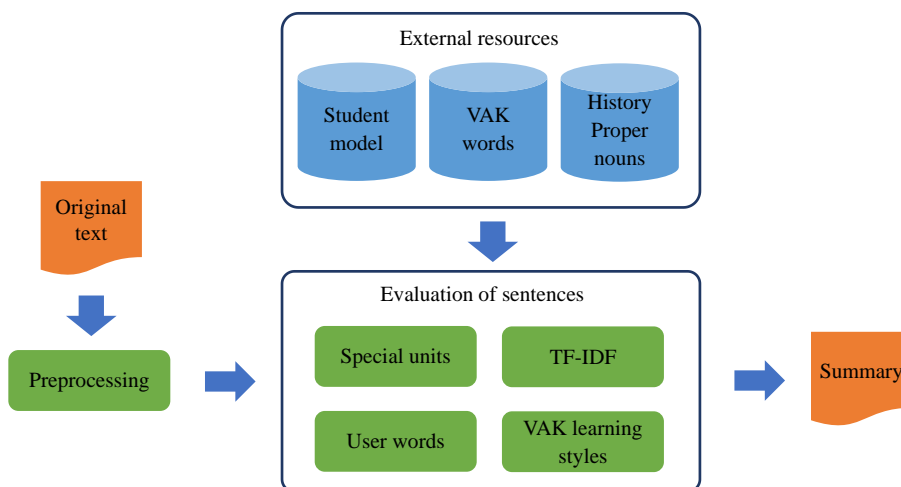 External resources
Student
model
VAK
words
History
Proper
nouns
Original
text
Preprocessing
Evaluation of sentences
Special units
TF-IDF
User words
VAK learning
styles
Summary